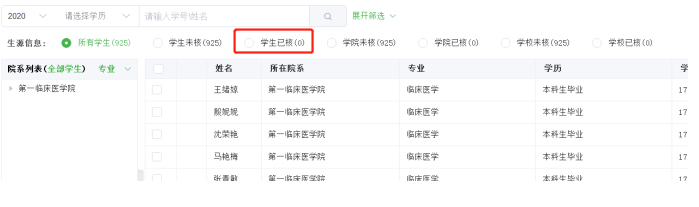 2020 请选择学历 请输入学号\姓名 展开筛选
生源信息: 所有学生(925) 学生未核(925) 学生已核(0) 学院未核(925) 学院已核(0) 学校未核(925) 学校已核(0)
院系列表(全部学生) 专业 姓名 所在院系 专业 学历 学
第一临床医学院 王绪琼 第一临床医学院 临床医学 本科生毕业 17
殷妮妮 第一临床医学院 临床医学 本科生毕业 17
沈荣艳 第一临床医学院 临床医学 本科生毕业 17
马艳梅 第一临床医学院 临床医学 本科生毕业 17
第一临床医学院 临床医学 本科生毕业 17